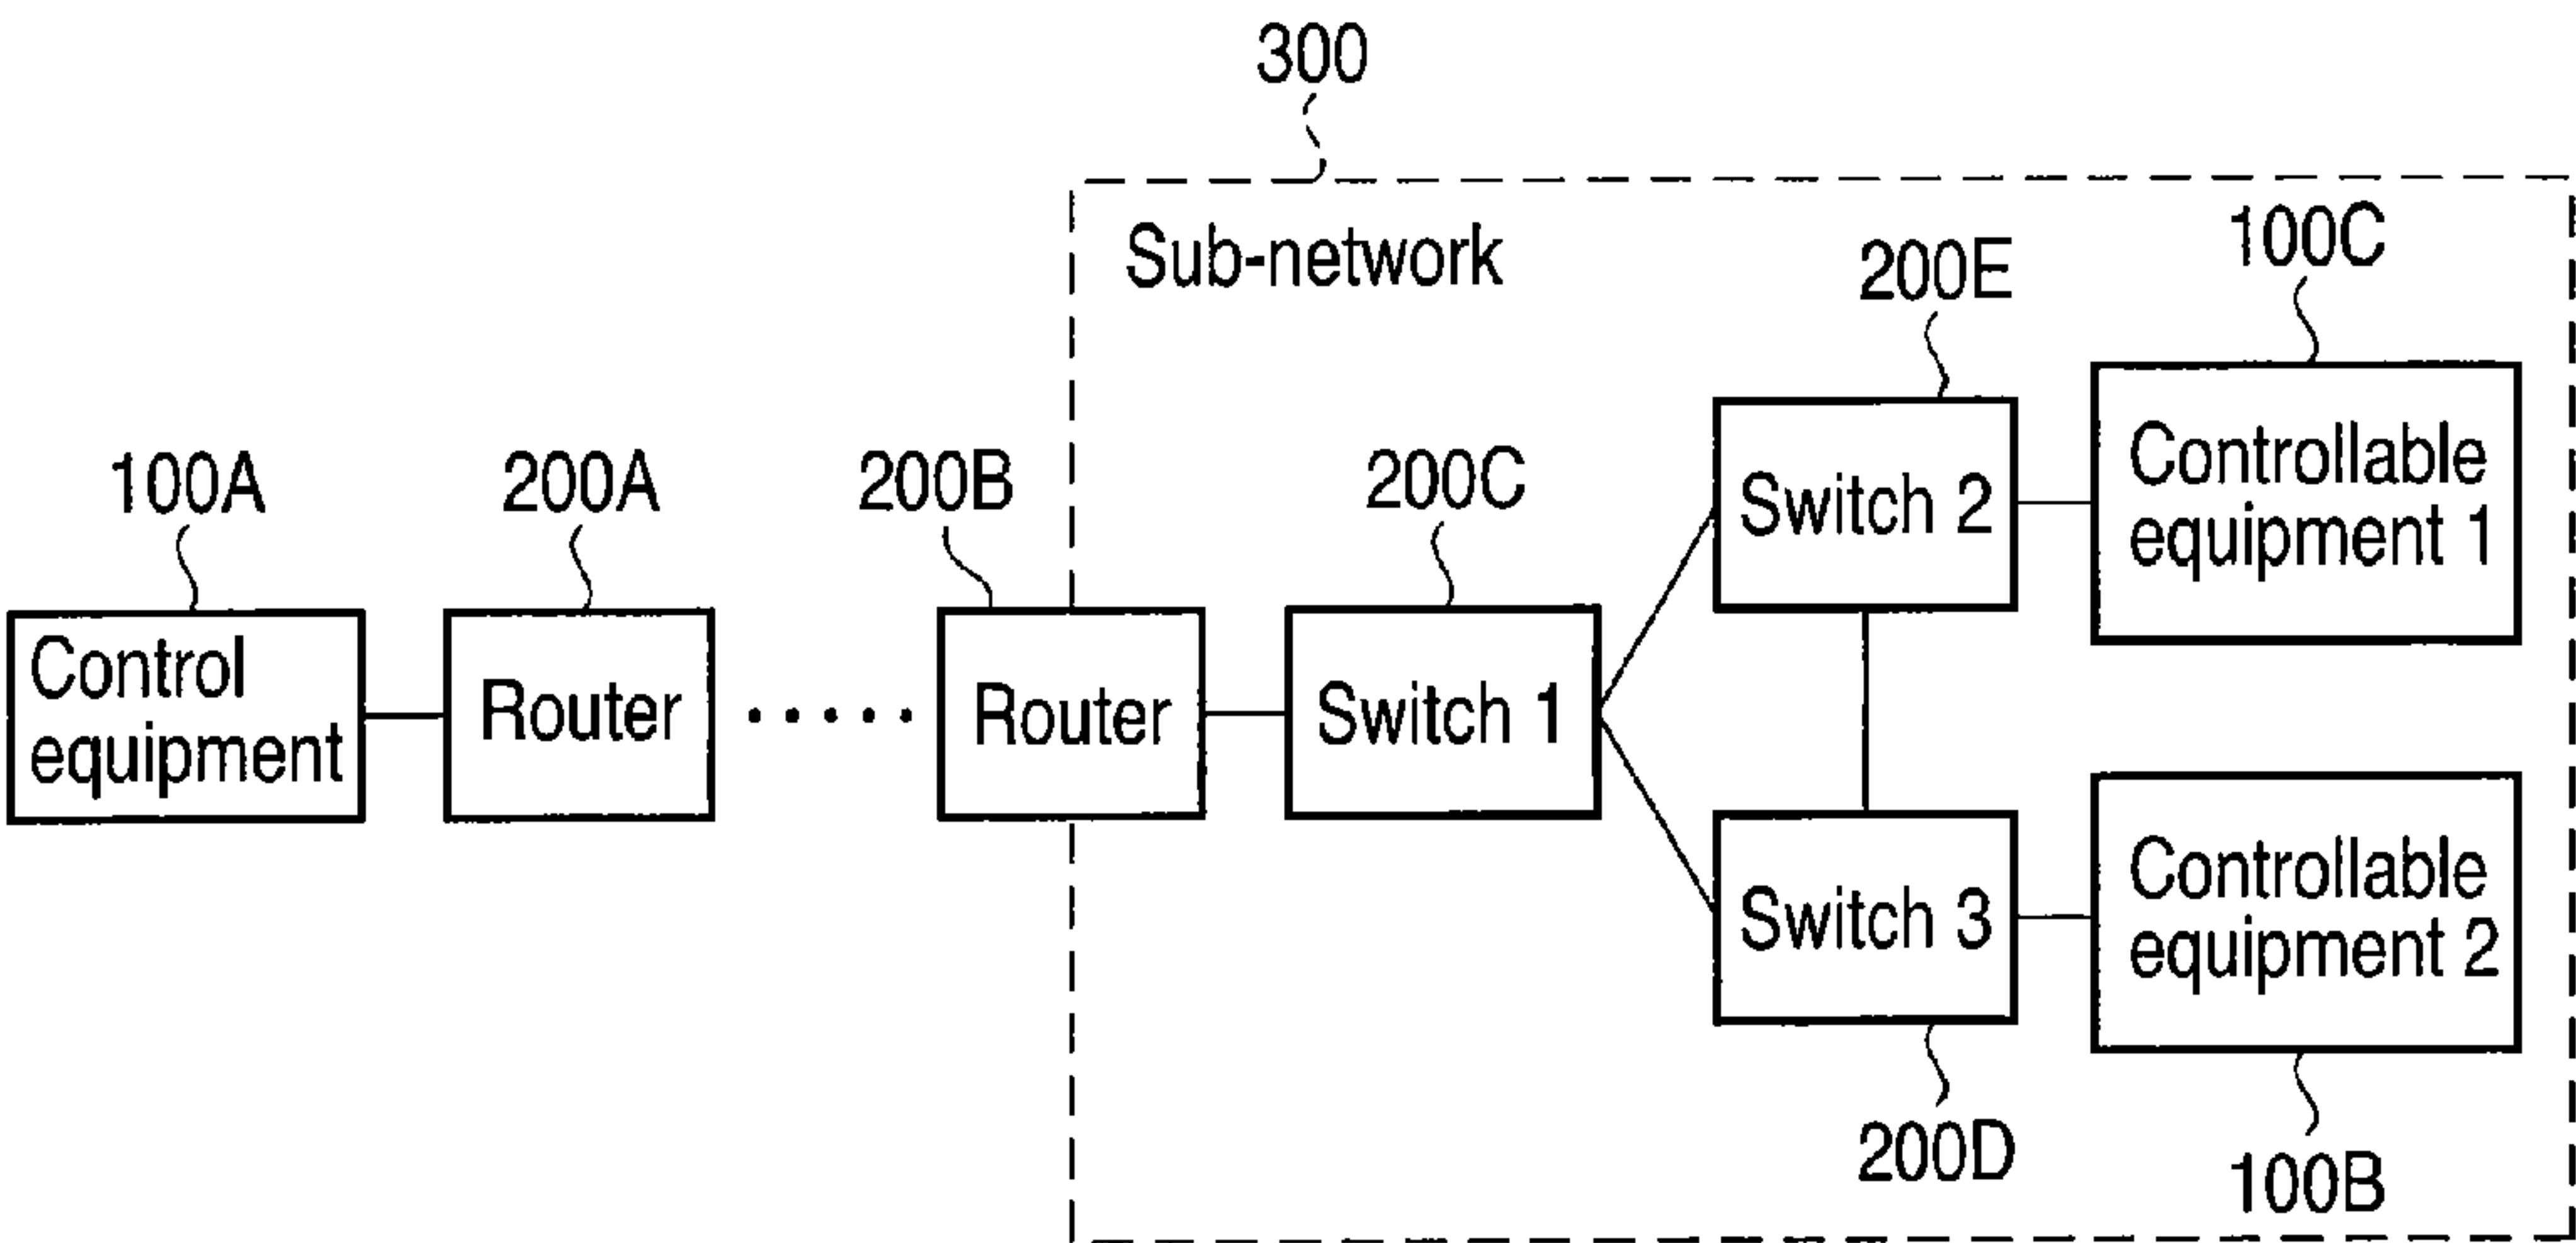 300
Sub-network
100C
200E
100A
200A
200B
200C
Switch 2
Controllable
equipment 1
Control
equipment
Router
Router
Switch 1
Switch 3
Controllable
equipment 2
200D
100B